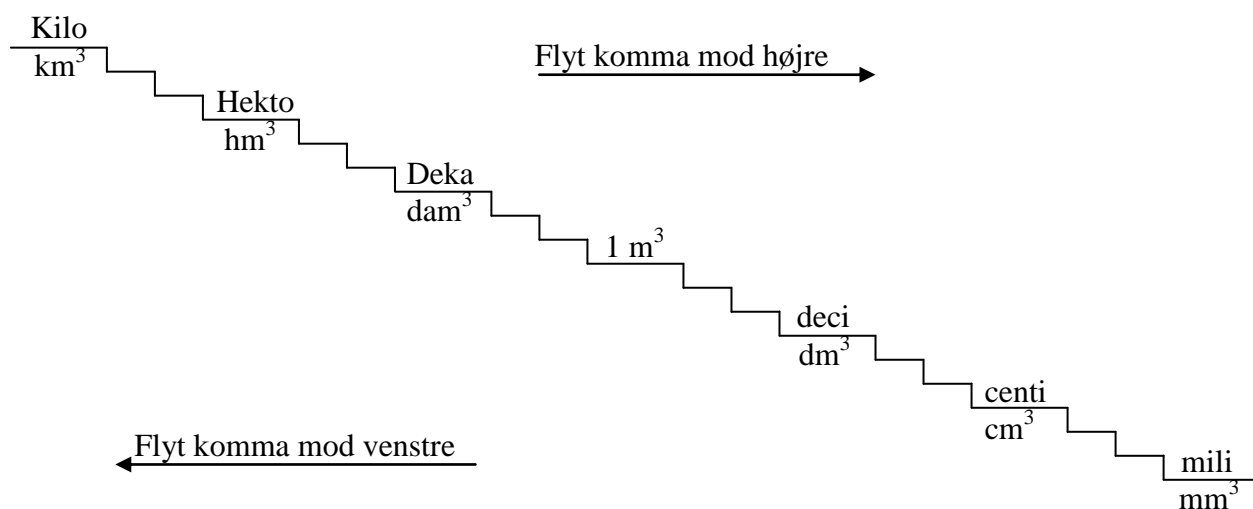 Kilo
km³
Flyt komma mod højre
Hekto
hm³
Deka
dam³
1 m³
deci
dm³
centi
cm³
Flyt komma mod venstre
mili
mm³